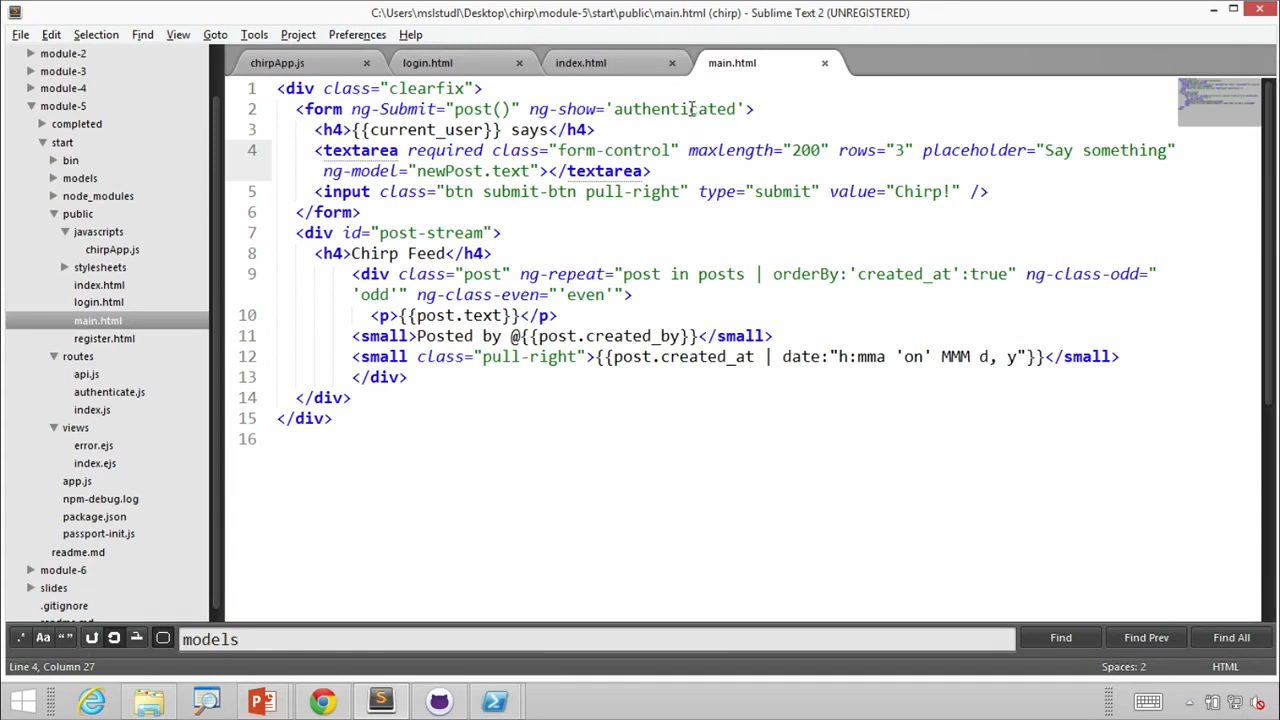 C:\Users\mslstudl\Desktop\chirp\module-5\start\public\main.html (chirp) - Sublime Text 2 (UNREGISTERED)
File Edit Selection Find View Goto Tools Project Preferences Help
module-2
module-3
module-4
module-5
completed
start
bin
models
node_modules
public
javascripts
chirpApp.js
stylesheets
index.html
login.html
main.html
register.html
routes
api.js
authenticate.js
index.js
views
error.ejs
index.ejs
app.js
npm-debug.log
package.json
passport-init.js
readme.md
module-6
slides
.gitignore
chirpApp.js × login.html × index.html × main.html ×
1 <div class="clearfix">
2 <form ng-Submit="post()" ng-show='authenticated'>
3 <h4>{{current_user}} says</h4>
4 <textarea required class="form-control" maxlength="200" rows="3" placeholder="Say something"
ng-model="newPost.text"></textarea>
5 <input class="btn submit-btn pull-right" type="submit" value="Chirp!" />
6 </form>
7 <div id="post-stream">
8 <h4>Chirp Feed</h4>
9 <div class="post" ng-repeat="post in posts | orderBy:'created_at':true" ng-class-odd="
'odd'" ng-class-even="'even'">
10 <p>{{post.text}}</p>
11 <small>Posted by @{{post.created_by}}</small>
12 <small class="pull-right">{{post.created_at | date:"h:mma 'on' MMM d, y"}}</small>
13 </div>
14 </div>
15 </div>
16
.* Aa “” models Find Find Prev Find All
Line 4, Column 27 Spaces: 2 HTML